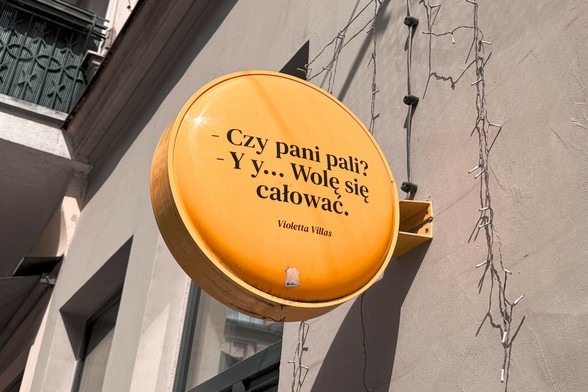 - Czy pani pali?
- Y y... Wolę się
całować.
Violetta Villas